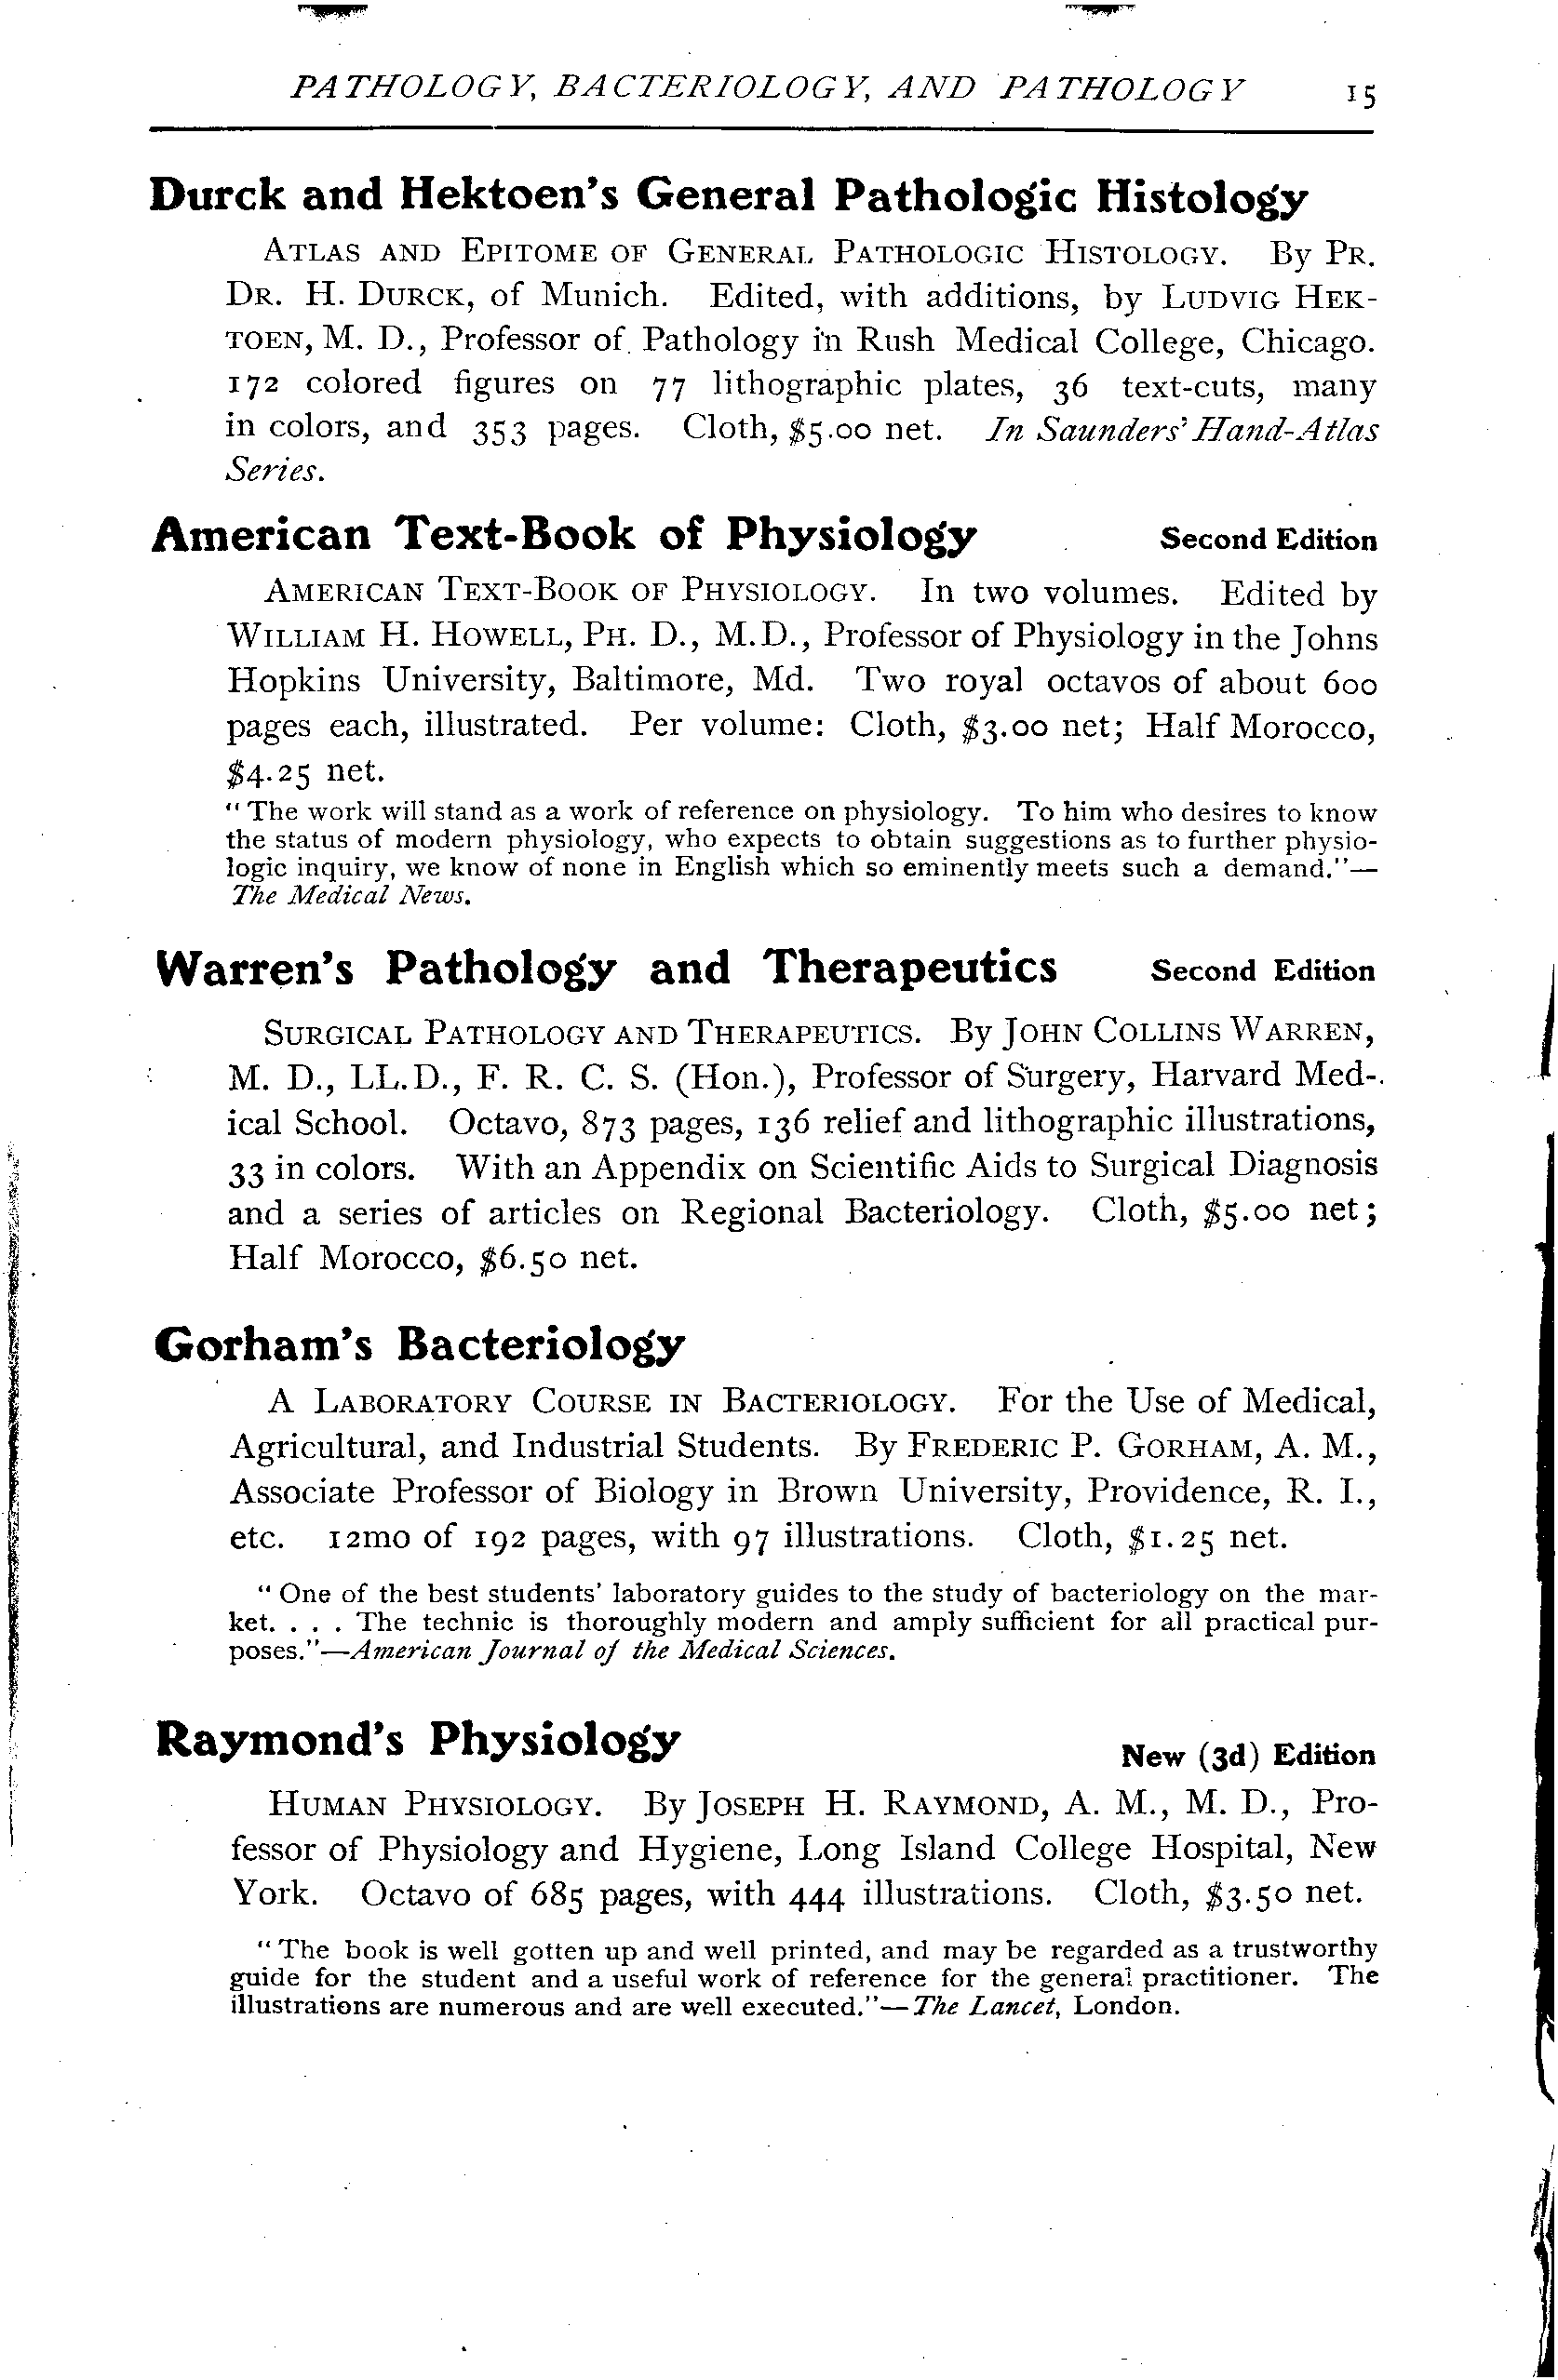 PATHOLOGY, BACTERIOLOGY, AND PATHOLOGY 15
Durck and Hektoen's General Pathologic Histology
ATLAS AND EPITOME OF GENERAL PATHOLOGIC HISTOLOGY. By PR.
DR. H. DURCK, of Munich. Edited, with additions, by LUDVIG HEK-
TOEN, M. D., Professor of Pathology in Rush Medical College, Chicago.
172 colored figures on 77 lithographic plates, 36 text-cuts, many
in colors, and 353 pages. Cloth, $5.00 net. In Saunders' Hand-Atlas
Series.
American Text-Book of Physiology Second Edition
AMERICAN TEXT-BOOK OF PHYSIOLOGY. In two volumes. Edited by
WILLIAM H. HOWELL, PH. D., M.D., Professor of Physiology in the Johns
Hopkins University, Baltimore, Md. Two royal octavos of about 600
pages each, illustrated. Per volume: Cloth, $3.00 net; Half Morocco,
$4.25 net.
"The work will stand as a work of reference on physiology. To him who desires to know
the status of modern physiology, who expects to obtain suggestions as to further physio-
logic inquiry, we know of none in English which so eminently meets such a demand."—
The Medical News.
Warren's Pathology and Therapeutics Second Edition
SURGICAL PATHOLOGY AND THERAPEUTICS. By JOHN COLLINS WARREN,
M. D., LL.D., F. R. C. S. (Hon.), Professor of Surgery, Harvard Med-
ical School. Octavo, 873 pages, 136 relief and lithographic illustrations,
33 in colors. With an Appendix on Scientific Aids to Surgical Diagnosis
and a series of articles on Regional Bacteriology. Cloth, $5.00 net;
Half Morocco, $6.50 net.
Gorham's Bacteriology
A LABORATORY COURSE IN BACTERIOLOGY. For the Use of Medical,
Agricultural, and Industrial Students. By FREDERIC P. GORHAM, A. M.,
Associate Professor of Biology in Brown University, Providence, R. I.,
etc. 12mo of 192 pages, with 97 illustrations. Cloth, $1.25 net.
"One of the best students' laboratory guides to the study of bacteriology on the mar-
ket. . . . The technic is thoroughly modern and amply sufficient for all practical pur-
poses."—American Journal of the Medical Sciences.
Raymond's Physiology New (3d) Edition
HUMAN PHYSIOLOGY. By JOSEPH H. RAYMOND, A. M., M. D., Pro-
fessor of Physiology and Hygiene, Long Island College Hospital, New
York. Octavo of 685 pages, with 444 illustrations. Cloth, $3.50 net.
"The book is well gotten up and well printed, and may be regarded as a trustworthy
guide for the student and a useful work of reference for the general practitioner. The
illustrations are numerous and are well executed."—The Lancet, London.